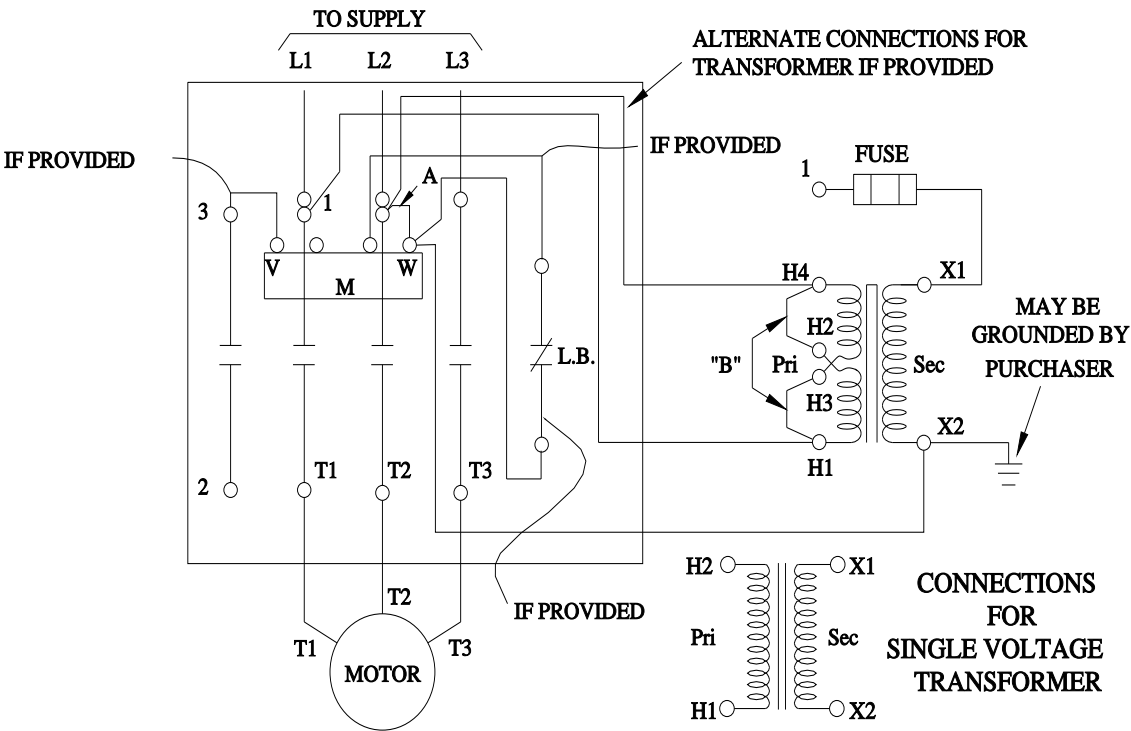 TO SUPPLY
L1 L2 L3
ALTERNATE CONNECTIONS FOR
TRANSFORMER IF PROVIDED
IF PROVIDED
IF PROVIDED
A
1
FUSE
3
1
V
W
M
H4
X1
MAY BE
GROUNDED BY
PURCHASER
H2
"B"
Pri
Sec
L.B.
H3
X2
H1
T1
T2
T3
2
H2
X1
CONNECTIONS
FOR
SINGLE VOLTAGE
TRANSFORMER
T2
IF PROVIDED
Pri
Sec
T1
T3
MOTOR
H1
X2